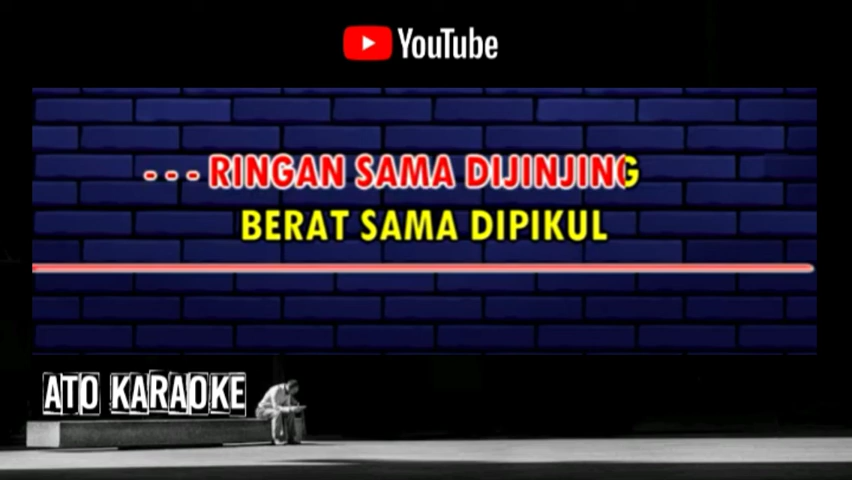 YouTube
- - - RINGAN SAMA DIJINJING
BERAT SAMA DIPIKUL
ATO KARAOKE